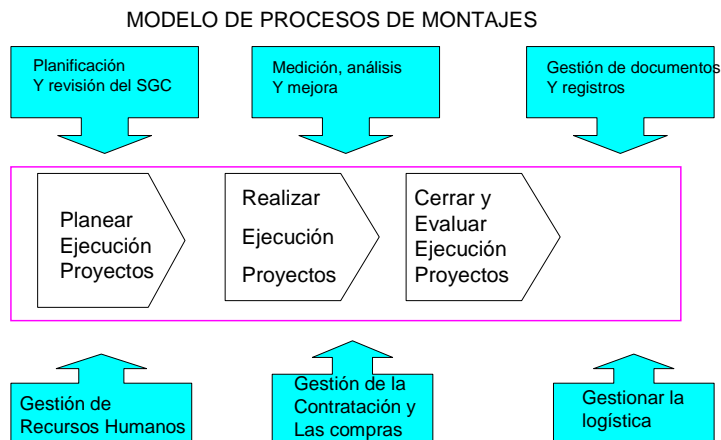 MODELO DE PROCESOS DE MONTAJES
Planificación
Y revisión del SGC
Medición, análisis
Y mejora
Gestión de documentos
Y registros
Planear
Ejecución
Proyectos
Realizar
Ejecución
Proyectos
Cerrar y
Evaluar
Ejecución
Proyectos
Gestión de
Recursos Humanos
Gestión de la
Contratación y
Las compras
Gestionar la
logística